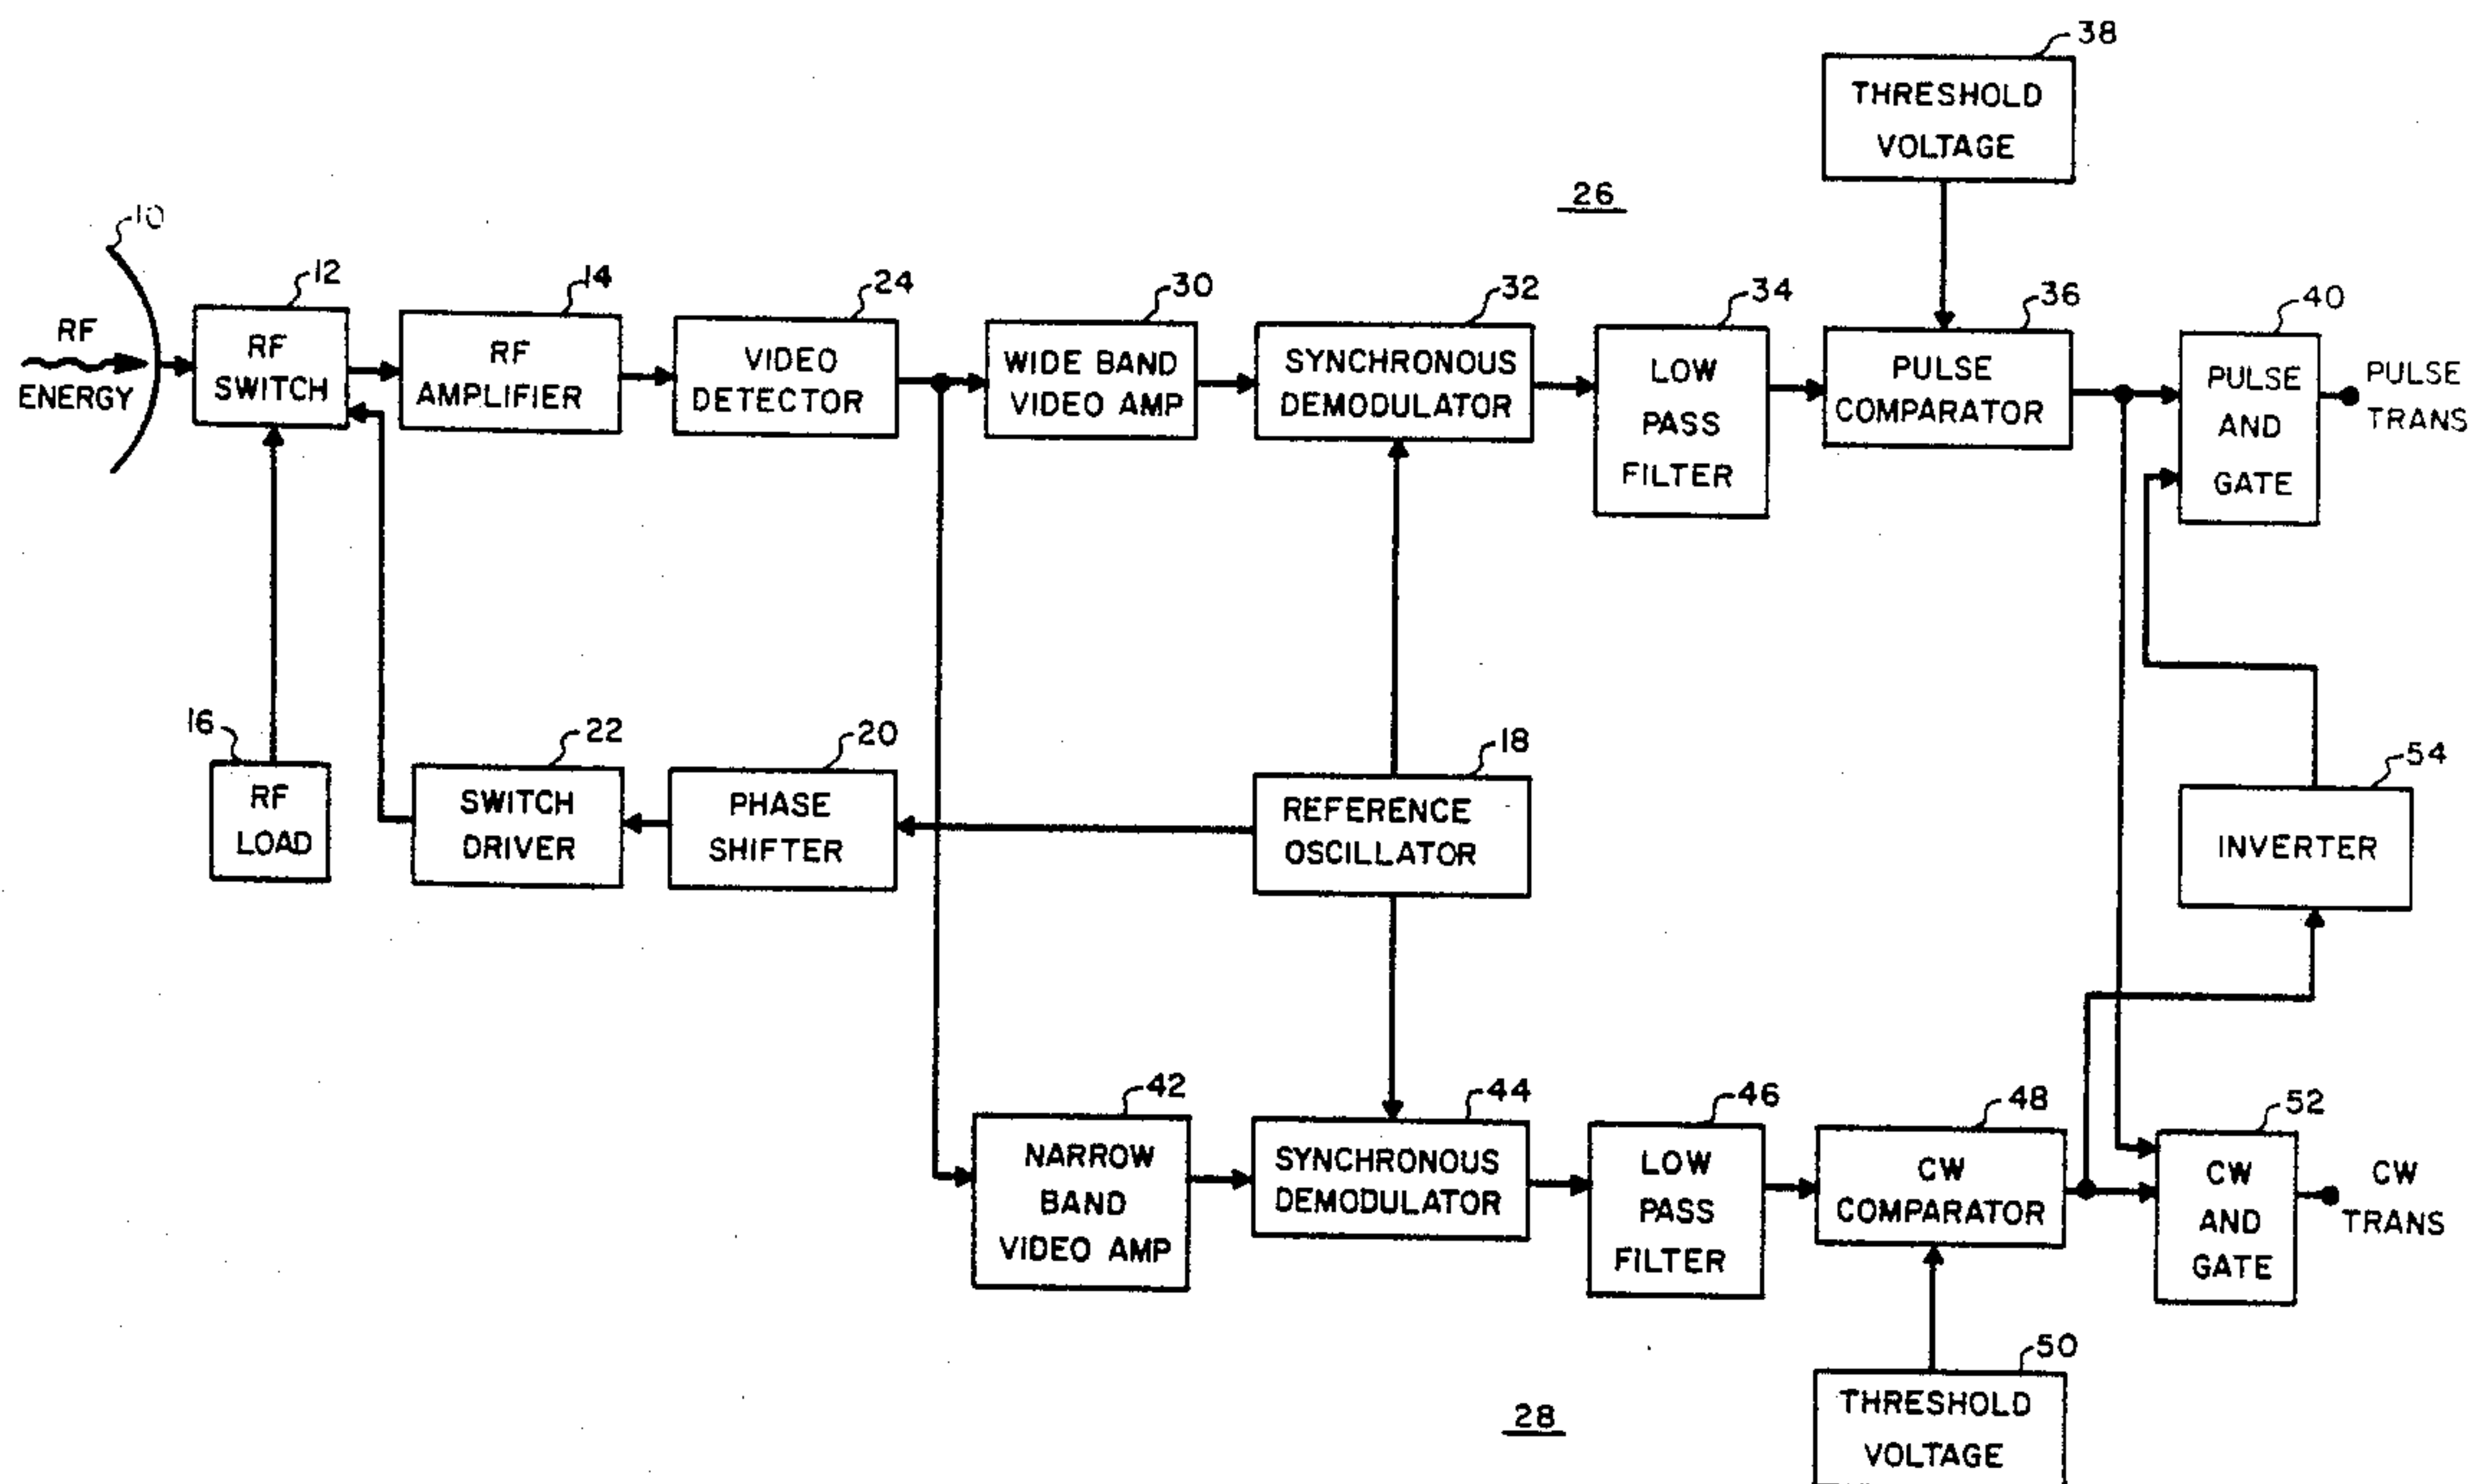 38
THRESHOLD
VOLTAGE
26
10
12
14
24
30
32
34
36
40
RF
ENERGY
RF
SWITCH
RF
AMPLIFIER
VIDEO
DETECTOR
WIDE BAND
VIDEO AMP
SYNCHRONOUS
DEMODULATOR
LOW
PASS
FILTER
PULSE
COMPARATOR
PULSE
AND
GATE
PULSE
TRANS
16
22
20
18
54
RF
LOAD
SWITCH
DRIVER
PHASE
SHIFTER
REFERENCE
OSCILLATOR
INVERTER
42
44
46
48
52
NARROW
BAND
VIDEO AMP
SYNCHRONOUS
DEMODULATOR
LOW
PASS
FILTER
CW
COMPARATOR
CW
AND
GATE
CW
TRANS
50
28
THRESHOLD
VOLTAGE